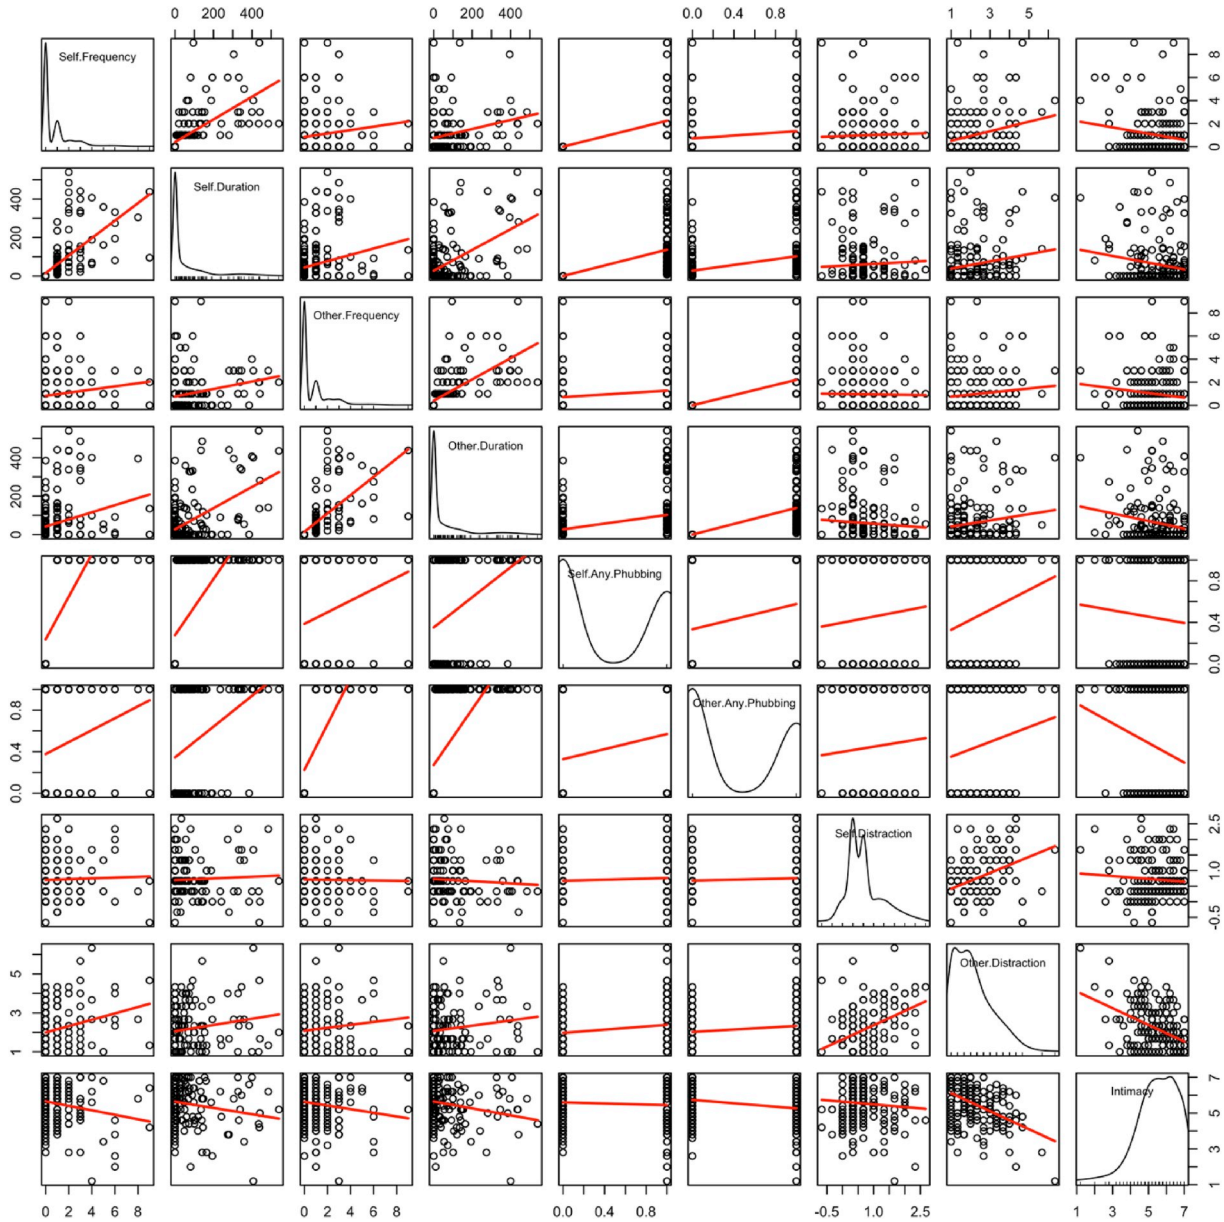 0 200 400 0 200 400 0.0 0.4 0.8 1 3 5
Self.Frequency
0 2 4 6 8
0 200 400
Self.Duration
Other.Frequency
0 2 4 6 8
0 200 400
Other.Duration
Self.Any.Phubbing
0.0 0.4 0.8
0.0 0.4 0.8
Other.Any.Phubbing
Self.Distraction
-0.5 1.0 2.5
1 3 5
Other.Distraction
Intimacy
1 3 5 7
0 2 4 6 8 0 2 4 6 8 0.0 0.4 0.8 -0.5 1.0 2.5 1 3 5 7